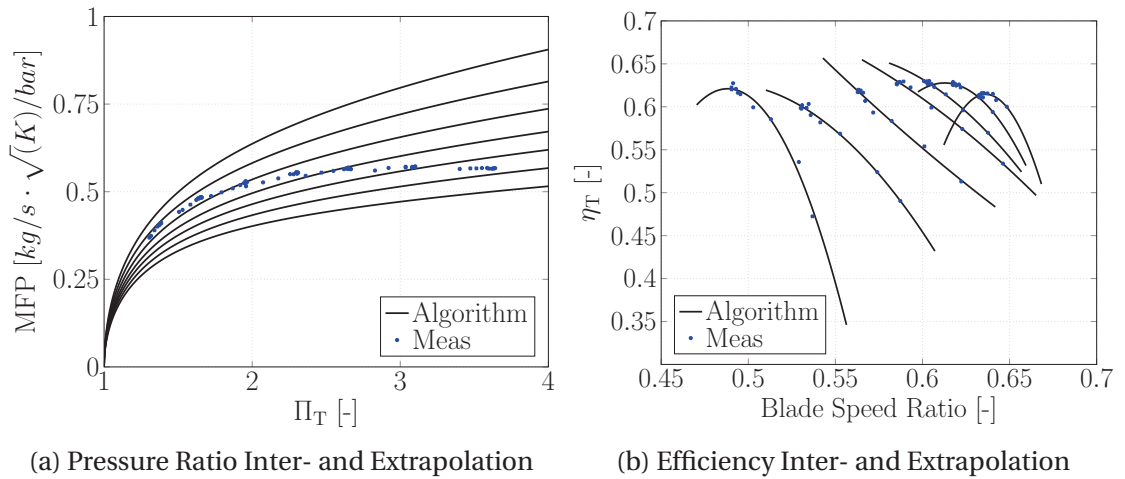 1
0.75
0.5
0.25
0
1
2
3
4
MFP [kg/s · √(K)/bar]
Π_T [-]
Algorithm
Meas
(a) Pressure Ratio Inter- and Extrapolation
0.7
0.65
0.6
0.55
0.5
0.45
0.4
0.35
0.45
0.5
0.55
0.6
0.65
0.7
η_T [-]
Blade Speed Ratio [-]
Algorithm
Meas
(b) Efficiency Inter- and Extrapolation